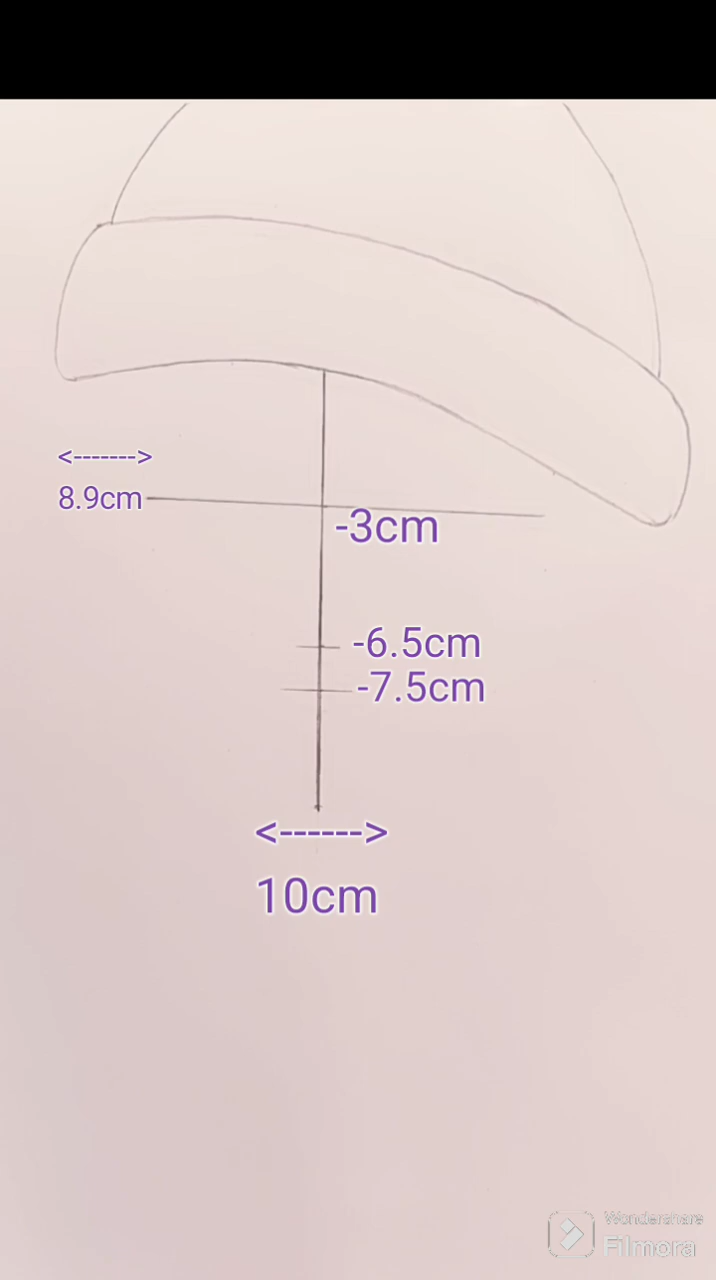 <------->
8.9cm
-3cm
-6.5cm
-7.5cm
<------>
10cm
Wondershare
Filmora